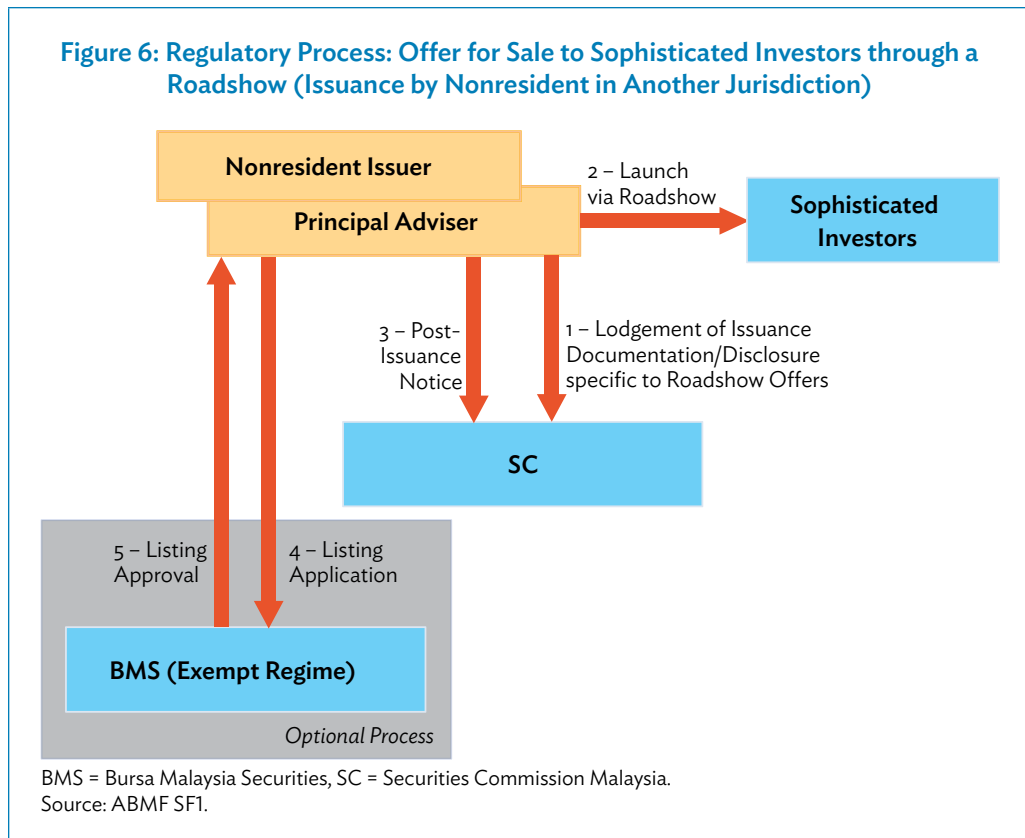 Figure 6: Regulatory Process: Offer for Sale to Sophisticated Investors through a
Roadshow (Issuance by Nonresident in Another Jurisdiction)
Nonresident Issuer
Principal Adviser
2 – Launch
via Roadshow
Sophisticated
Investors
3 – Post-
Issuance
Notice
1 – Lodgement of Issuance
Documentation/Disclosure
specific to Roadshow Offers
SC
5 – Listing
Approval
4 – Listing
Application
BMS (Exempt Regime)
Optional Process
BMS = Bursa Malaysia Securities, SC = Securities Commission Malaysia.
Source: ABMF SF1.